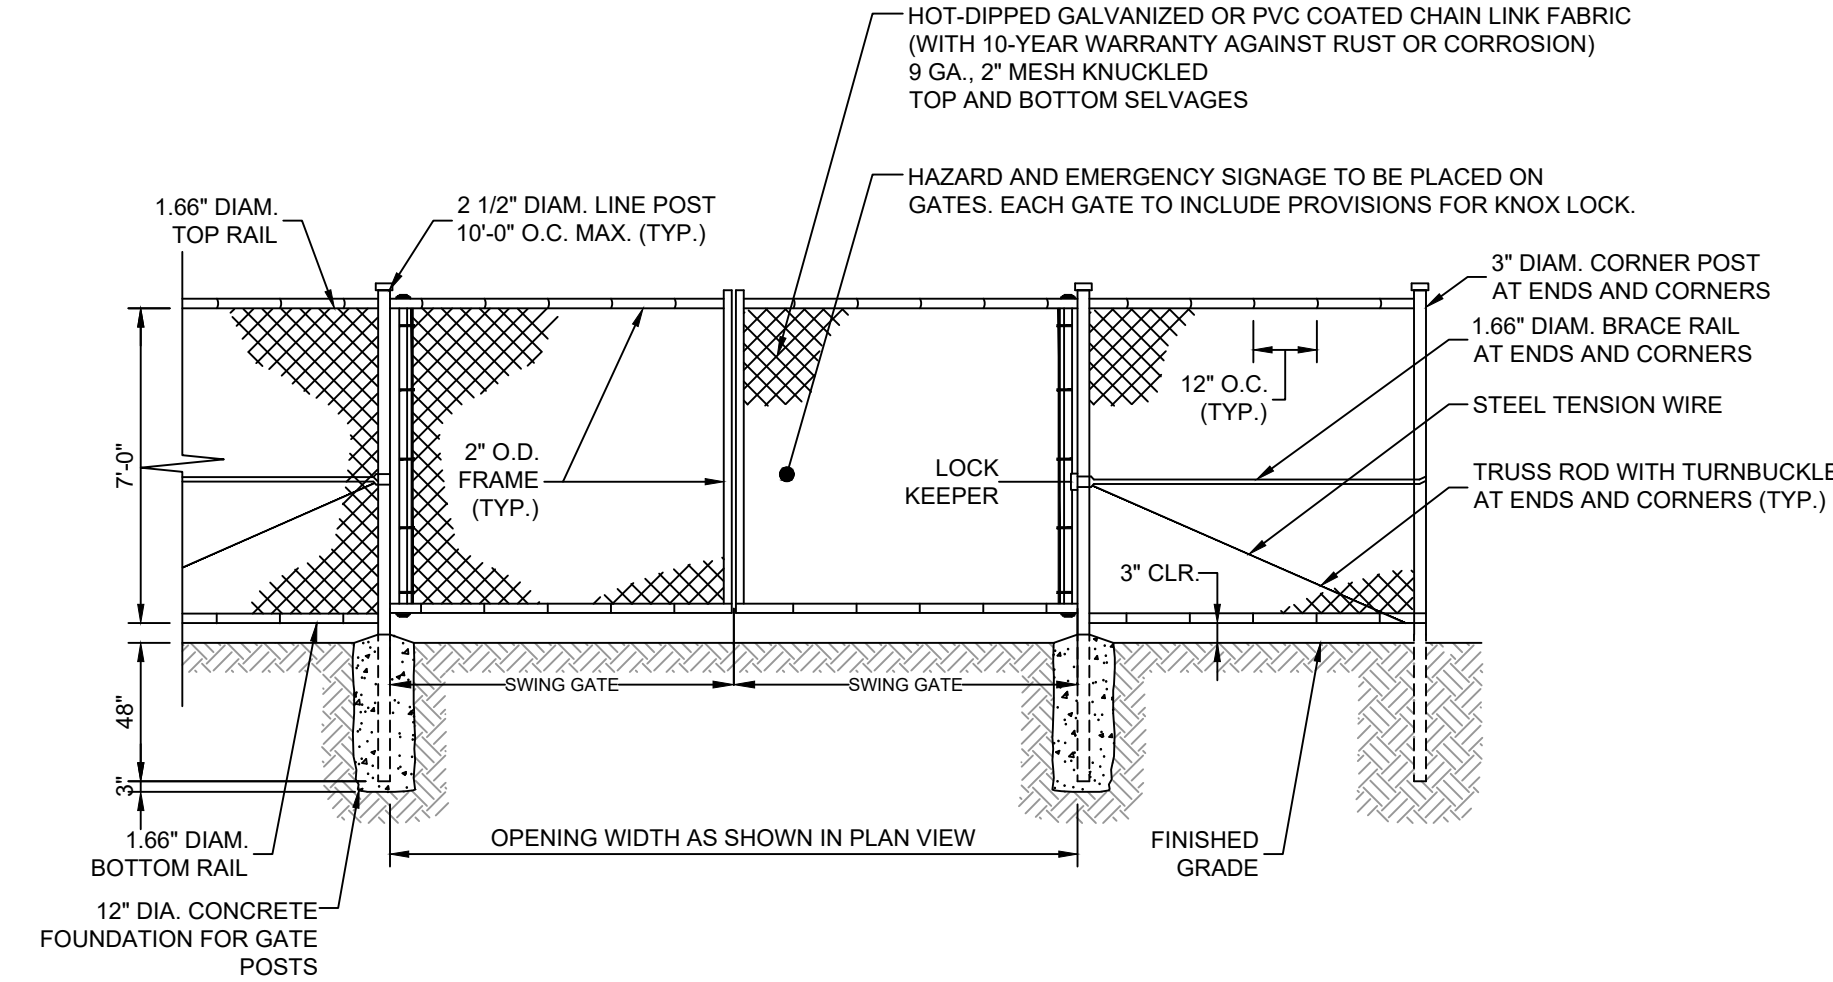 HOT-DIPPED GALVANIZED OR PVC COATED CHAIN LINK FABRIC
(WITH 10-YEAR WARRANTY AGAINST RUST OR CORROSION)
9 GA., 2" MESH KNUCKLED
TOP AND BOTTOM SELVAGES
HAZARD AND EMERGENCY SIGNAGE TO BE PLACED ON
GATES. EACH GATE TO INCLUDE PROVISIONS FOR KNOX LOCK.
1.66" DIAM.
TOP RAIL
2 1/2" DIAM. LINE POST
10'-0" O.C. MAX. (TYP.)
3" DIAM. CORNER POST
AT ENDS AND CORNERS
1.66" DIAM. BRACE RAIL
AT ENDS AND CORNERS
12" O.C.
(TYP.)
STEEL TENSION WIRE
7'-0"
2" O.D.
FRAME
(TYP.)
LOCK
KEEPER
TRUSS ROD WITH TURNBUCKLE
AT ENDS AND CORNERS (TYP.)
3" CLR.
SWING GATE
SWING GATE
48"
3"
1.66" DIAM.
BOTTOM RAIL
OPENING WIDTH AS SHOWN IN PLAN VIEW
FINISHED
GRADE
12" DIA. CONCRETE
FOUNDATION FOR GATE
POSTS